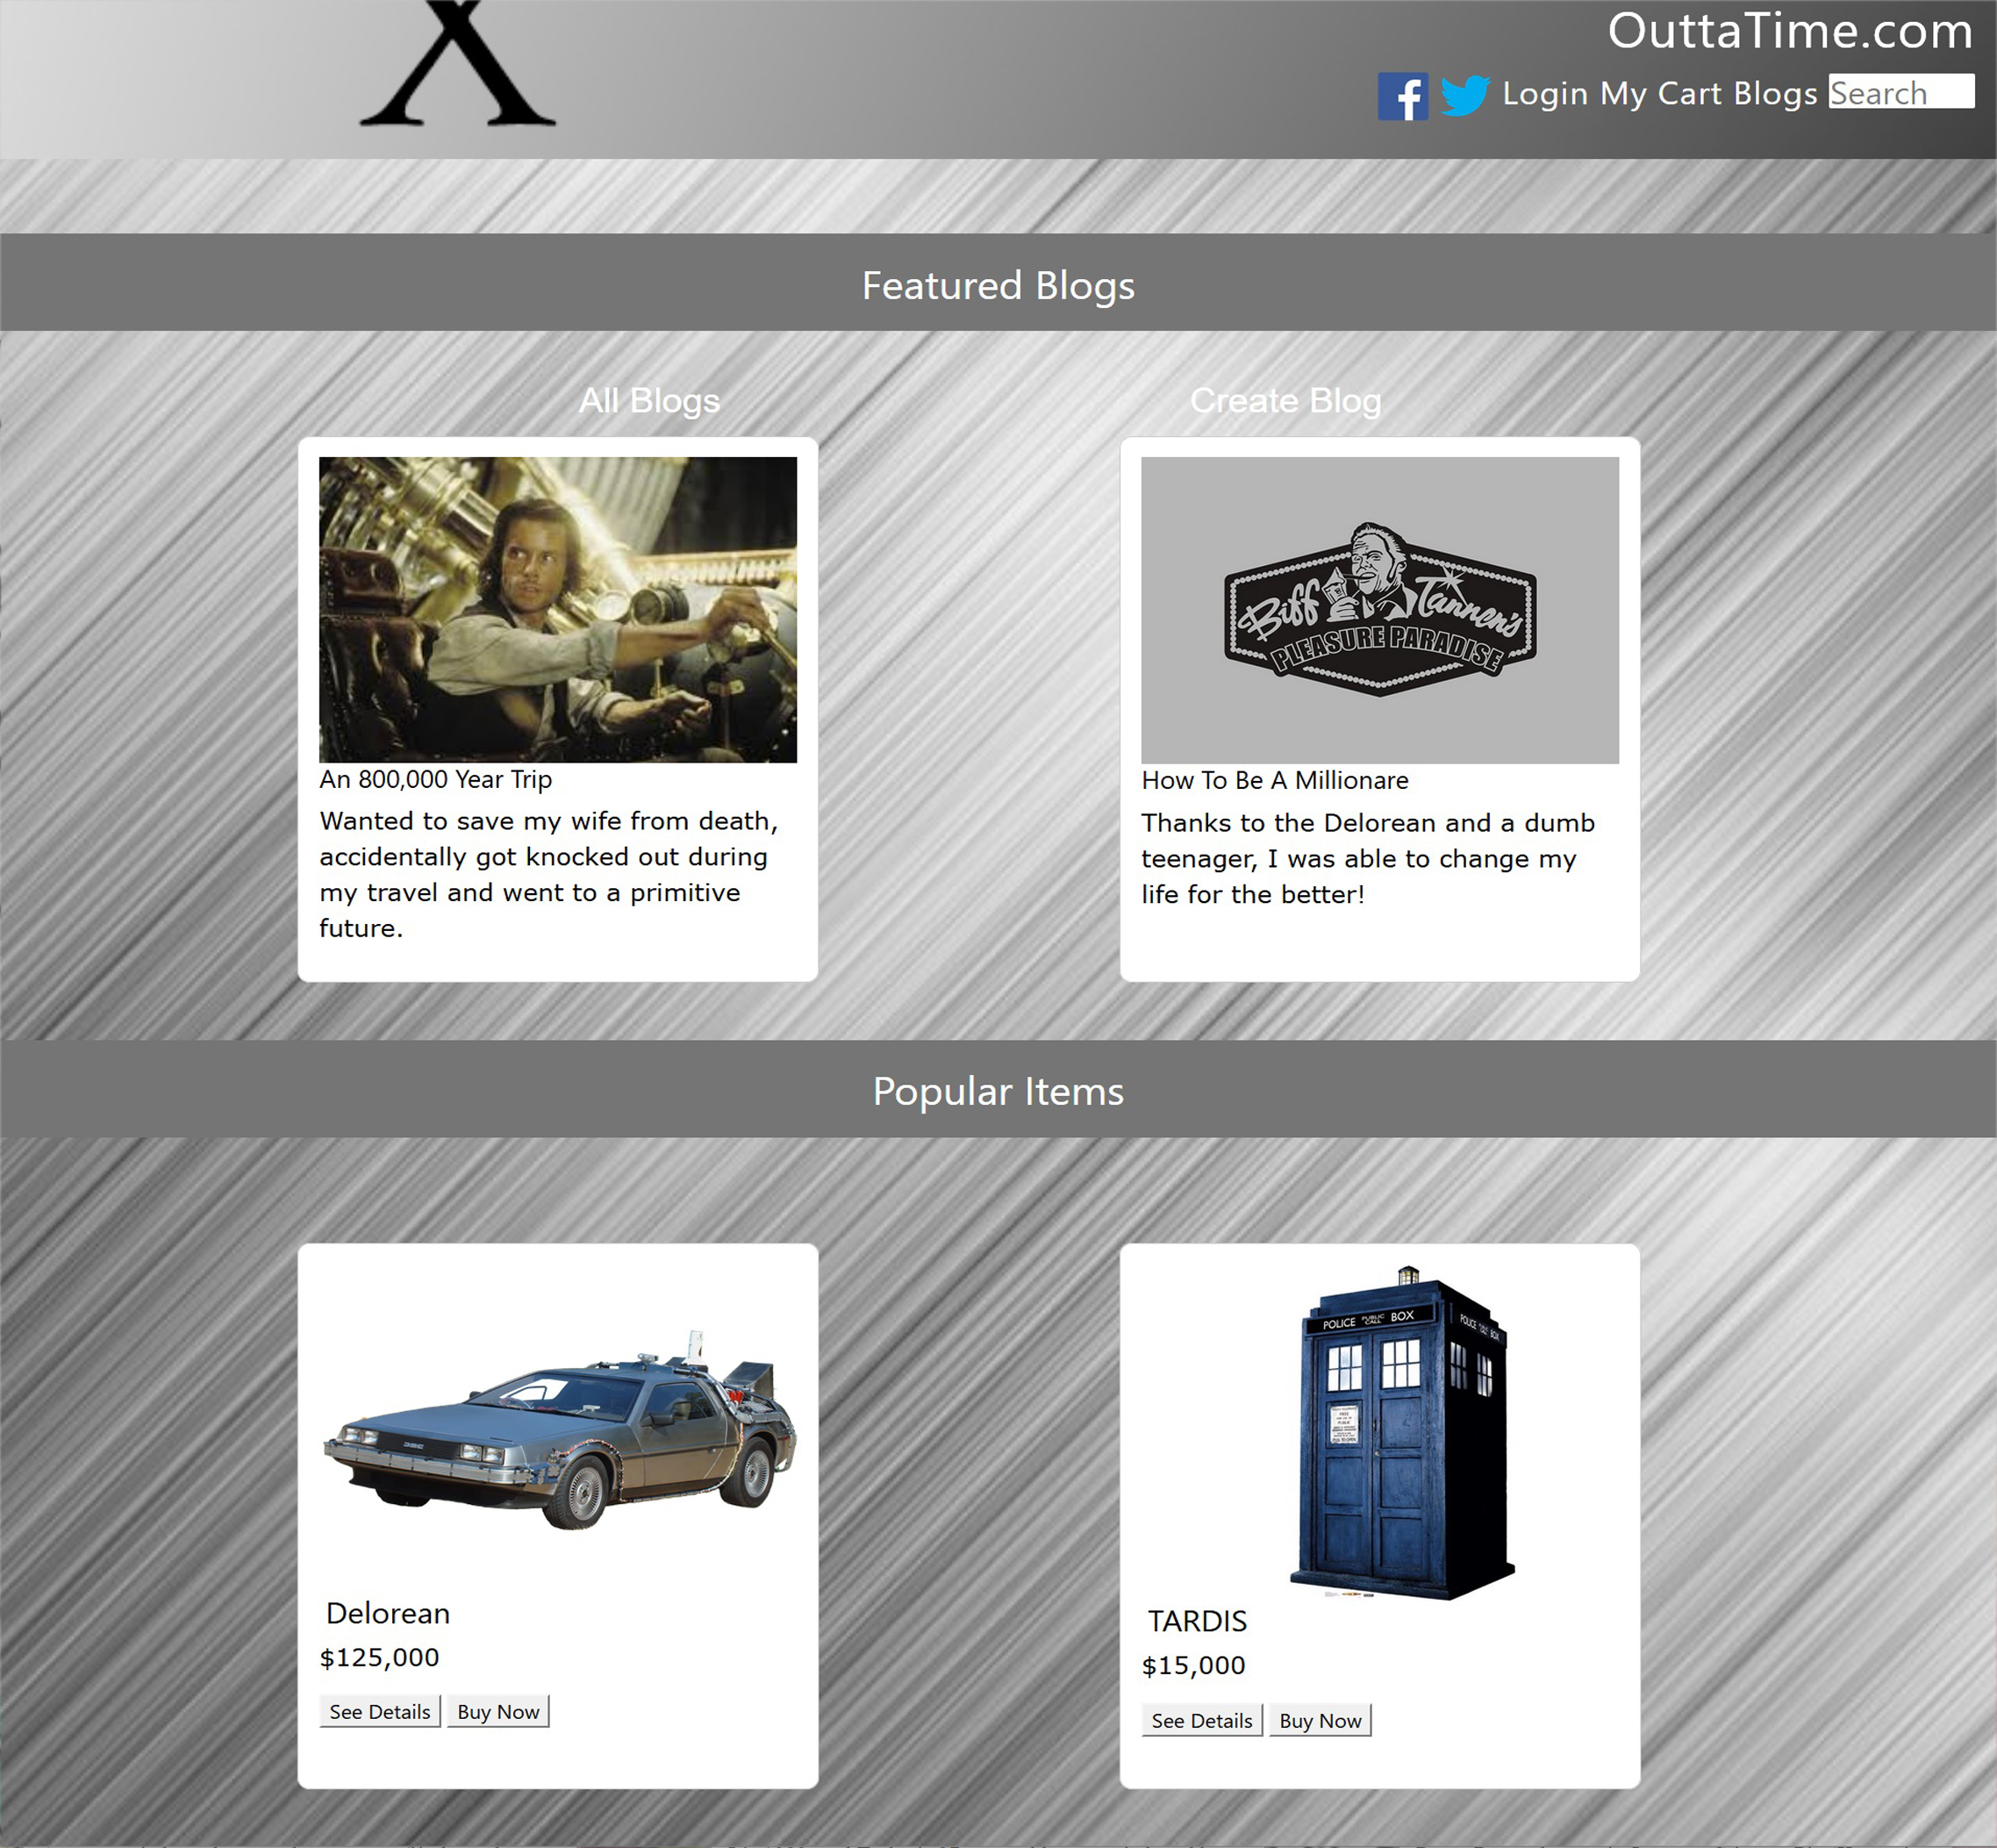 X
OuttaTime.com
Login My Cart Blogs Search
Featured Blogs
All Blogs
Create Blog
An 800,000 Year Trip
Wanted to save my wife from death,
accidentally got knocked out during
my travel and went to a primitive
future.
Biff Tannen's
PLEASURE PARADISE
How To Be A Millionare
Thanks to the Delorean and a dumb
teenager, I was able to change my
life for the better!
Popular Items
Delorean
$125,000
See Details Buy Now
POLICE PUBLIC CALL BOX
POLICE BOX
TARDIS
$15,000
See Details Buy Now